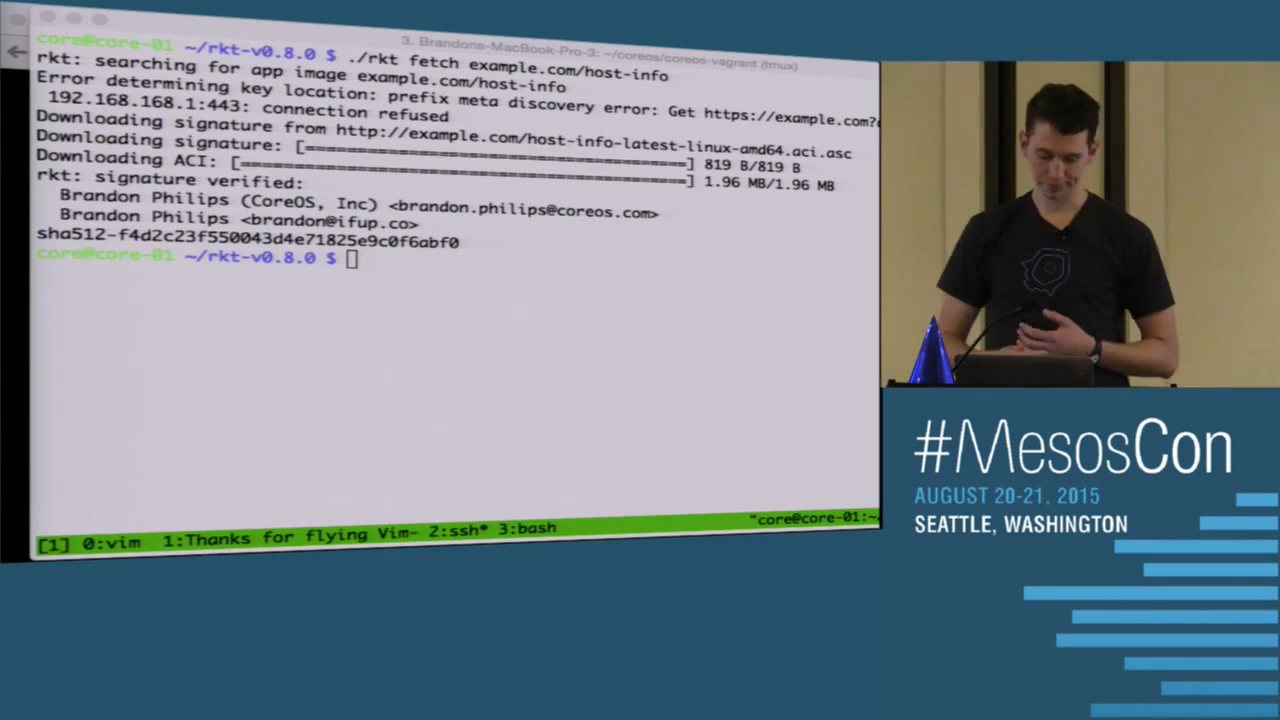 3. Brandons-MacBook-Pro-3: ~/coreos/coreos-vagrant (tmux)
core@core-01 ~/rkt-v0.8.0 $ ./rkt fetch example.com/host-info
rkt: searching for app image example.com/host-info
Error determining key location: prefix meta discovery error: Get https://example.com?
192.168.168.1:443: connection refused
Downloading signature from http://example.com/host-info-latest-linux-amd64.aci.asc
Downloading signature: [=======================================] 819 B/819 B
Downloading ACI: [=============================================] 1.96 MB/1.96 MB
rkt: signature verified:
Brandon Philips (CoreOS, Inc) <brandon.philips@coreos.com>
Brandon Philips <brandon@ifup.co>
sha512-f4d2c23f550043d4e71825e9c0f6abf0
core@core-01 ~/rkt-v0.8.0 $
[1] 0:vim 1:Thanks for flying Vim- 2:ssh* 3:bash "core@core-01:~
#MesosCon
AUGUST 20-21, 2015
SEATTLE, WASHINGTON